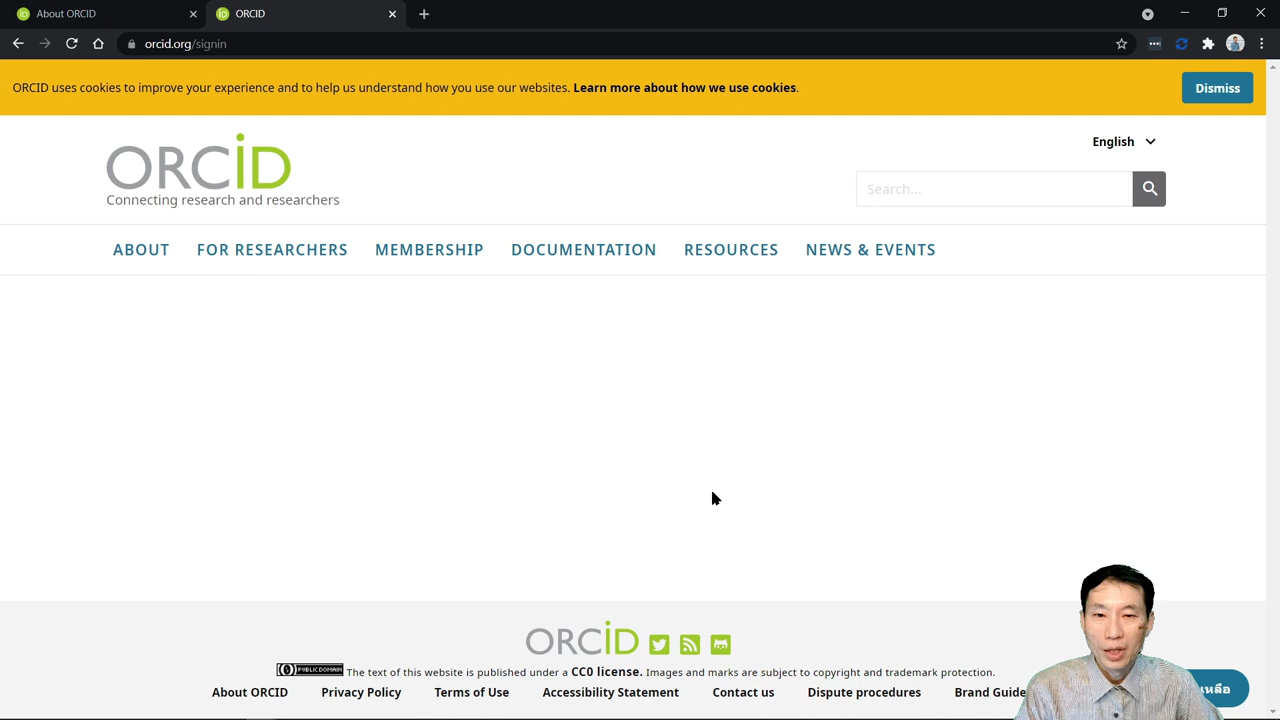 About ORCID
ORCID
orcid.org/signin
ORCID uses cookies to improve your experience and to help us understand how you use our websites. Learn more about how we use cookies.
Dismiss
ORCID
Connecting research and researchers
English
Search...
ABOUT
FOR RESEARCHERS
MEMBERSHIP
DOCUMENTATION
RESOURCES
NEWS & EVENTS
ORCID
PUBLIC DOMAIN The text of this website is published under a CC0 license. Images and marks are subject to copyright and trademark protection.
About ORCID
Privacy Policy
Terms of Use
Accessibility Statement
Contact us
Dispute procedures
Brand Guide